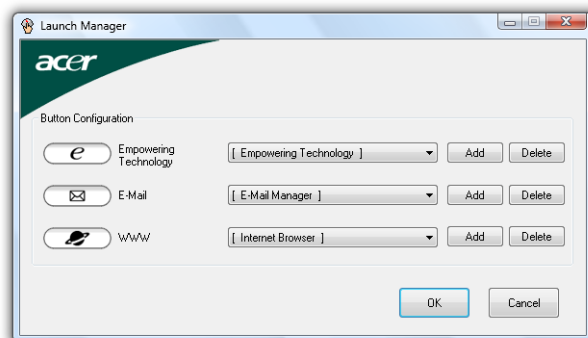 Launch Manager
acer
Button Configuration
e Empowering Technology [ Empowering Technology ] Add Delete
E-Mail [ E-Mail Manager ] Add Delete
WWW [ Internet Browser ] Add Delete
OK Cancel